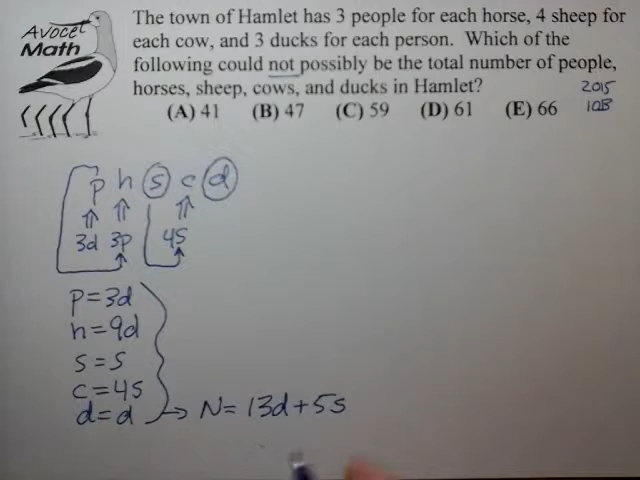 Avocet
Math
The town of Hamlet has 3 people for each horse, 4 sheep for
each cow, and 3 ducks for each person. Which of the
following could not possibly be the total number of people,
horses, sheep, cows, and ducks in Hamlet?
(A) 41 (B) 47 (C) 59 (D) 61 (E) 66
2015
10B
p h s c d
3d 3p 4s
p=3d
h=9d
s=s
c=4s
d=d
N=13d+5s